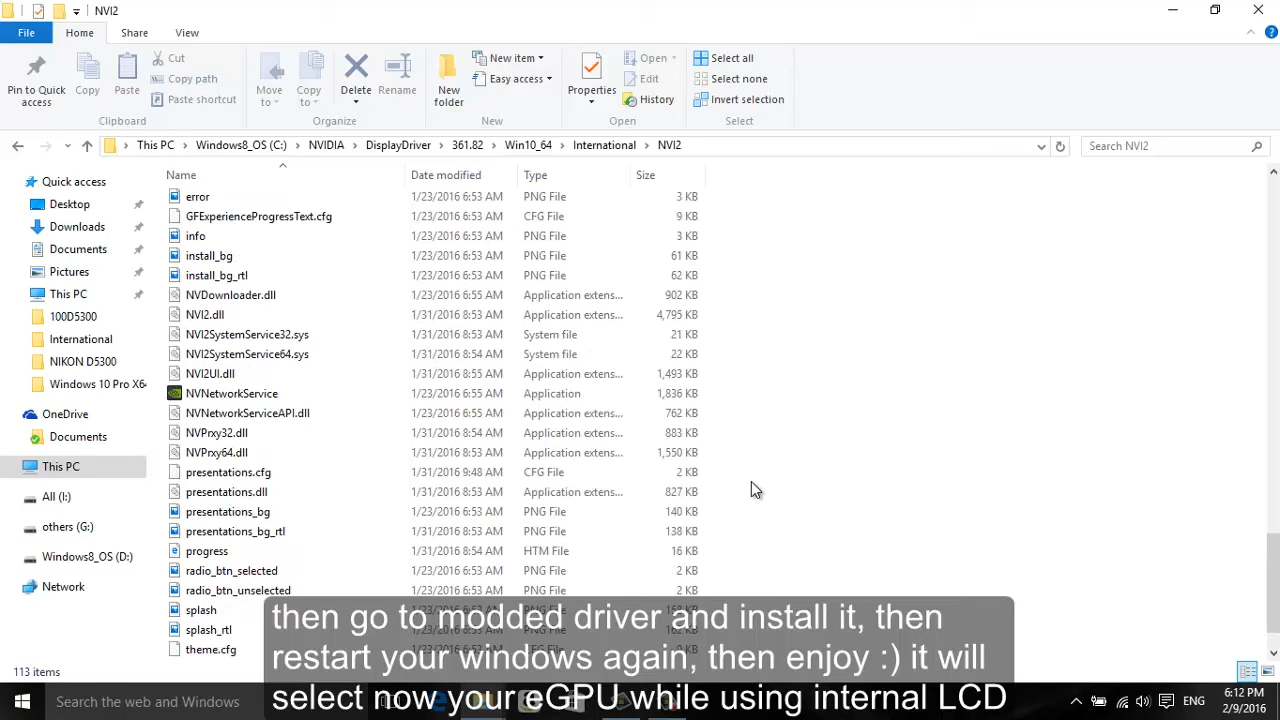 NVI2
File Home Share View
Pin to Quick access
Copy
Paste
Cut
Copy path
Paste shortcut
Clipboard
Move to
Copy to
Delete
Rename
Organize
New folder
New item
Easy access
New
Properties
Open
Edit
History
Open
Select all
Select none
Invert selection
Select
This PC Windows8_OS (C:) NVIDIA DisplayDriver 361.82 Win10_64 International NVI2
Search NVI2
Quick access
Desktop
Downloads
Documents
Pictures
This PC
100D5300
International
NIKON D5300
Windows 10 Pro X6
OneDrive
Documents
This PC
All (I:)
others (G:)
Windows8_OS (D:)
Network
Name Date modified Type Size
error 1/23/2016 6:53 AM PNG File 3 KB
GFExperienceProgressText.cfg 1/23/2016 6:53 AM CFG File 9 KB
info 1/23/2016 6:53 AM PNG File 3 KB
install_bg 1/23/2016 6:53 AM PNG File 61 KB
install_bg_rtl 1/23/2016 6:53 AM PNG File 62 KB
NVDownloader.dll 1/23/2016 6:55 AM Application extens... 902 KB
NVI2.dll 1/31/2016 8:53 AM Application extens... 4,795 KB
NVI2SystemService32.sys 1/31/2016 8:53 AM System file 21 KB
NVI2SystemService64.sys 1/31/2016 8:54 AM System file 22 KB
NVI2UI.dll 1/31/2016 8:55 AM Application extens... 1,493 KB
NVNetworkService 1/23/2016 6:55 AM Application 1,836 KB
NVNetworkServiceAPI.dll 1/23/2016 6:55 AM Application extens... 762 KB
NVPrxy32.dll 1/31/2016 8:54 AM Application extens... 883 KB
NVPrxy64.dll 1/31/2016 8:53 AM Application extens... 1,550 KB
presentations.cfg 1/31/2016 9:48 AM CFG File 2 KB
presentations.dll 1/31/2016 8:53 AM Application extens... 827 KB
presentations_bg 1/23/2016 6:53 AM PNG File 140 KB
presentations_bg_rtl 1/31/2016 8:53 AM PNG File 138 KB
progress 1/31/2016 8:54 AM HTM File 16 KB
radio_btn_selected 1/23/2016 6:53 AM PNG File 2 KB
radio_btn_unselected 1/23/2016 6:53 AM PNG File 2 KB
splash
splash_rtl
theme.cfg
then go to modded driver and install it, then
restart your windows again, then enjoy :) it will
select now your eGPU while using internal LCD
113 items
Search the web and Windows
ENG
6:12 PM
2/9/2016